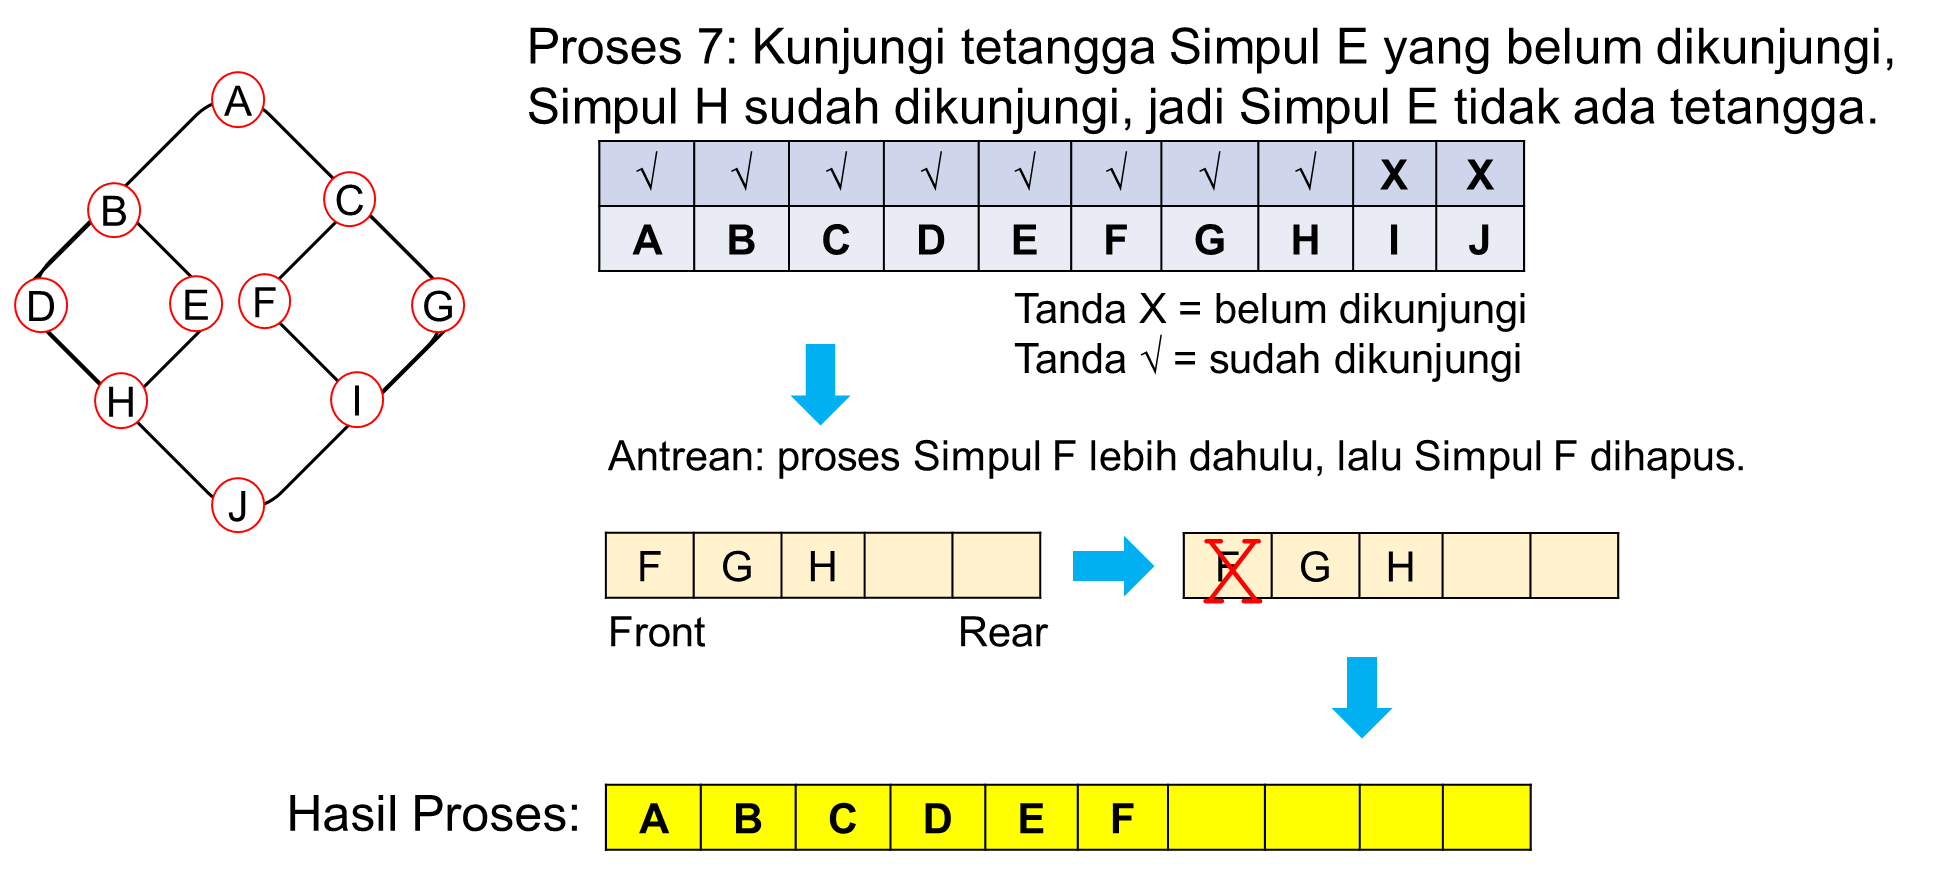 Proses 7: Kunjungi tetangga Simpul E yang belum dikunjungi,
Simpul H sudah dikunjungi, jadi Simpul E tidak ada tetangga.
A
B
C
D
E
F
G
H
I
J
√ √ √ √ √ √ √ √ X X
A B C D E F G H I J
Tanda X = belum dikunjungi
Tanda √ = sudah dikunjungi
Antrean: proses Simpul F lebih dahulu, lalu Simpul F dihapus.
F G H
Front Rear
F G H
X
Hasil Proses: A B C D E F